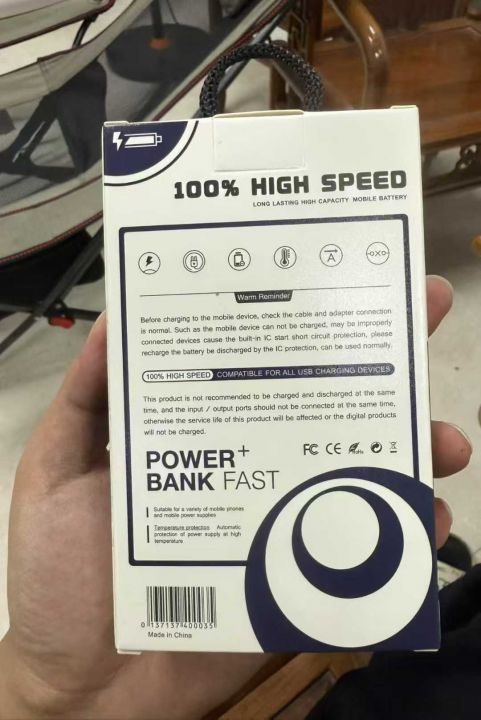 100% HIGH SPEED
LONG LASTING HIGH CAPACITY MOBILE BATTERY
Warm Reminder
Before charging to the mobile device, check the cable and adapter connection
is normal. Such as the mobile device can not be charged, may be improperly
connected devices cause the built-in IC start short circuit protection, please
recharge the battery be discharged by the IC protection, can be used normally.
100% HIGH SPEED COMPATIBLE FOR ALL USB CHARGING DEVICES
This product is not recommended to be charged and discharged at the same
time, and the input / output ports should not be connected at the same time,
otherwise the service life of this product will be affected or the digital products
will not be charged.
POWER+
BANK FAST
FC CE RoHS
Suitable for a variety of mobile phones
and mobile power supplies
Temperature protection Automatic
protection of power supply at high
temperature
0 137137 400035
Made in China